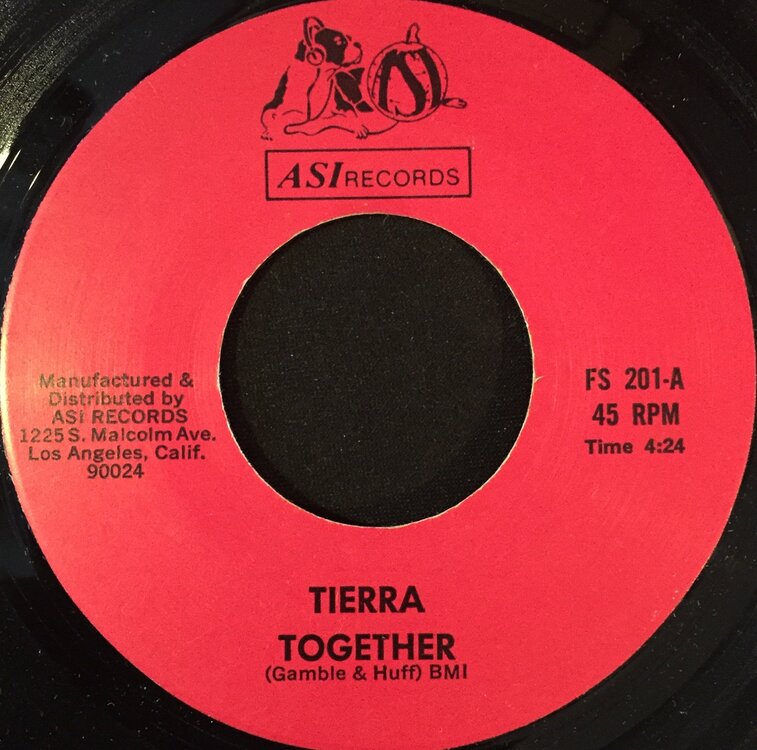 ASI
ASI RECORDS
Manufactured &
Distributed by
ASI RECORDS
1225 S. Malcolm Ave.
Los Angeles, Calif.
90024
FS 201-A
45 RPM
Time 4:24
TIERRA
TOGETHER
(Gamble & Huff) BMI